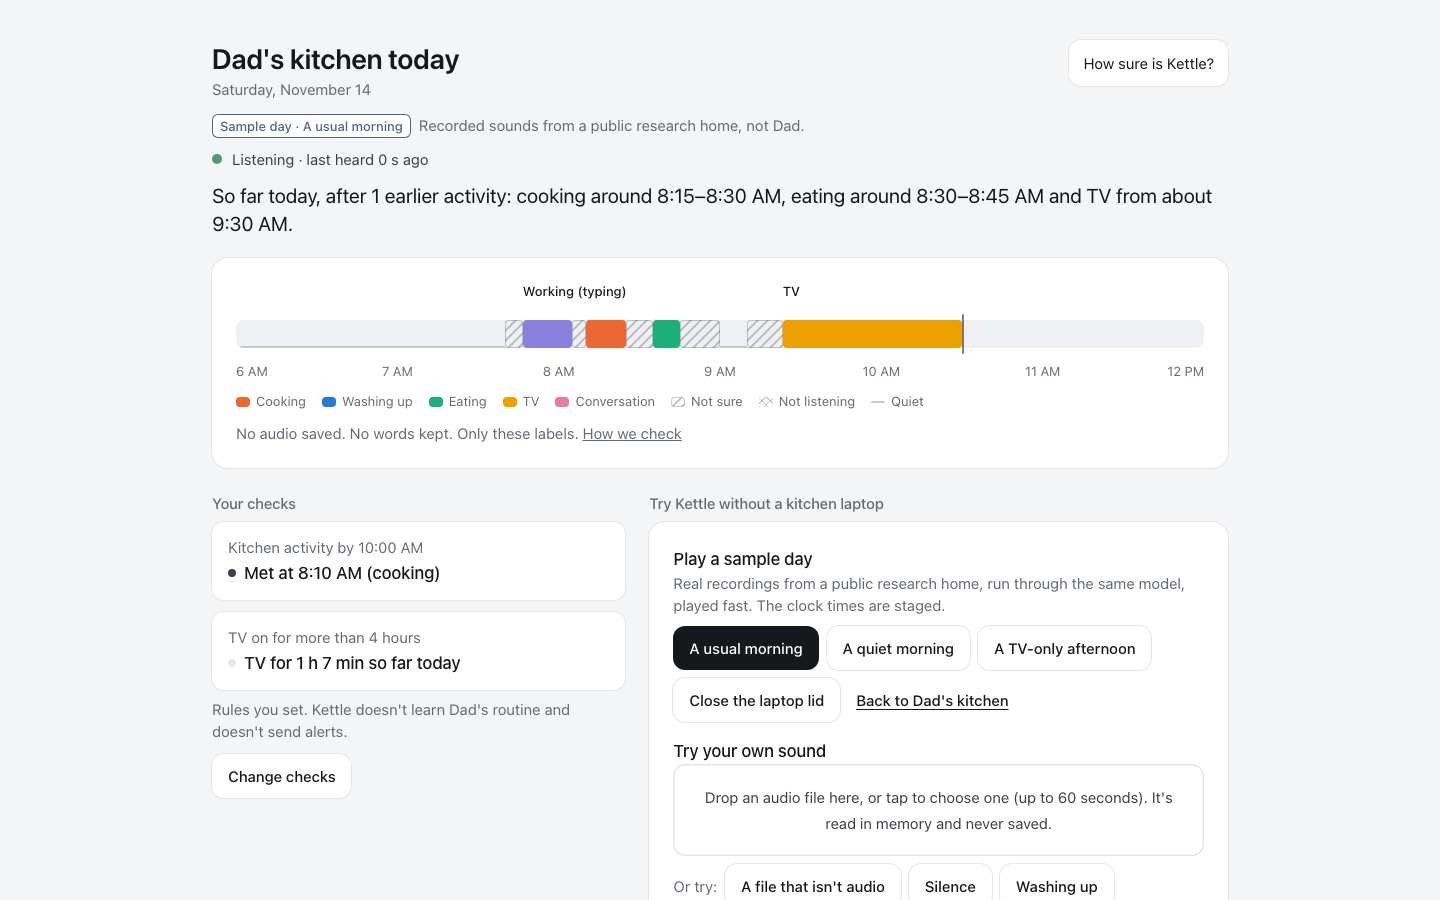 Dad's kitchen today
How sure is Kettle?
Saturday, November 14
Sample day · A usual morning Recorded sounds from a public research home, not Dad.
Listening · last heard 0 s ago
So far today, after 1 earlier activity: cooking around 8:15–8:30 AM, eating around 8:30–8:45 AM and TV from about
9:30 AM.
Working (typing) TV
6 AM 7 AM 8 AM 9 AM 10 AM 11 AM 12 PM
Cooking Washing up Eating TV Conversation Not sure Not listening Quiet
No audio saved. No words kept. Only these labels. How we check
Your checks
Kitchen activity by 10:00 AM
Met at 8:10 AM (cooking)
TV on for more than 4 hours
TV for 1 h 7 min so far today
Rules you set. Kettle doesn't learn Dad's routine and
doesn't send alerts.
Change checks
Try Kettle without a kitchen laptop
Play a sample day
Real recordings from a public research home, run through the same model,
played fast. The clock times are staged.
A usual morning A quiet morning A TV-only afternoon
Close the laptop lid Back to Dad's kitchen
Try your own sound
Drop an audio file here, or tap to choose one (up to 60 seconds). It's
read in memory and never saved.
Or try: A file that isn't audio Silence Washing up